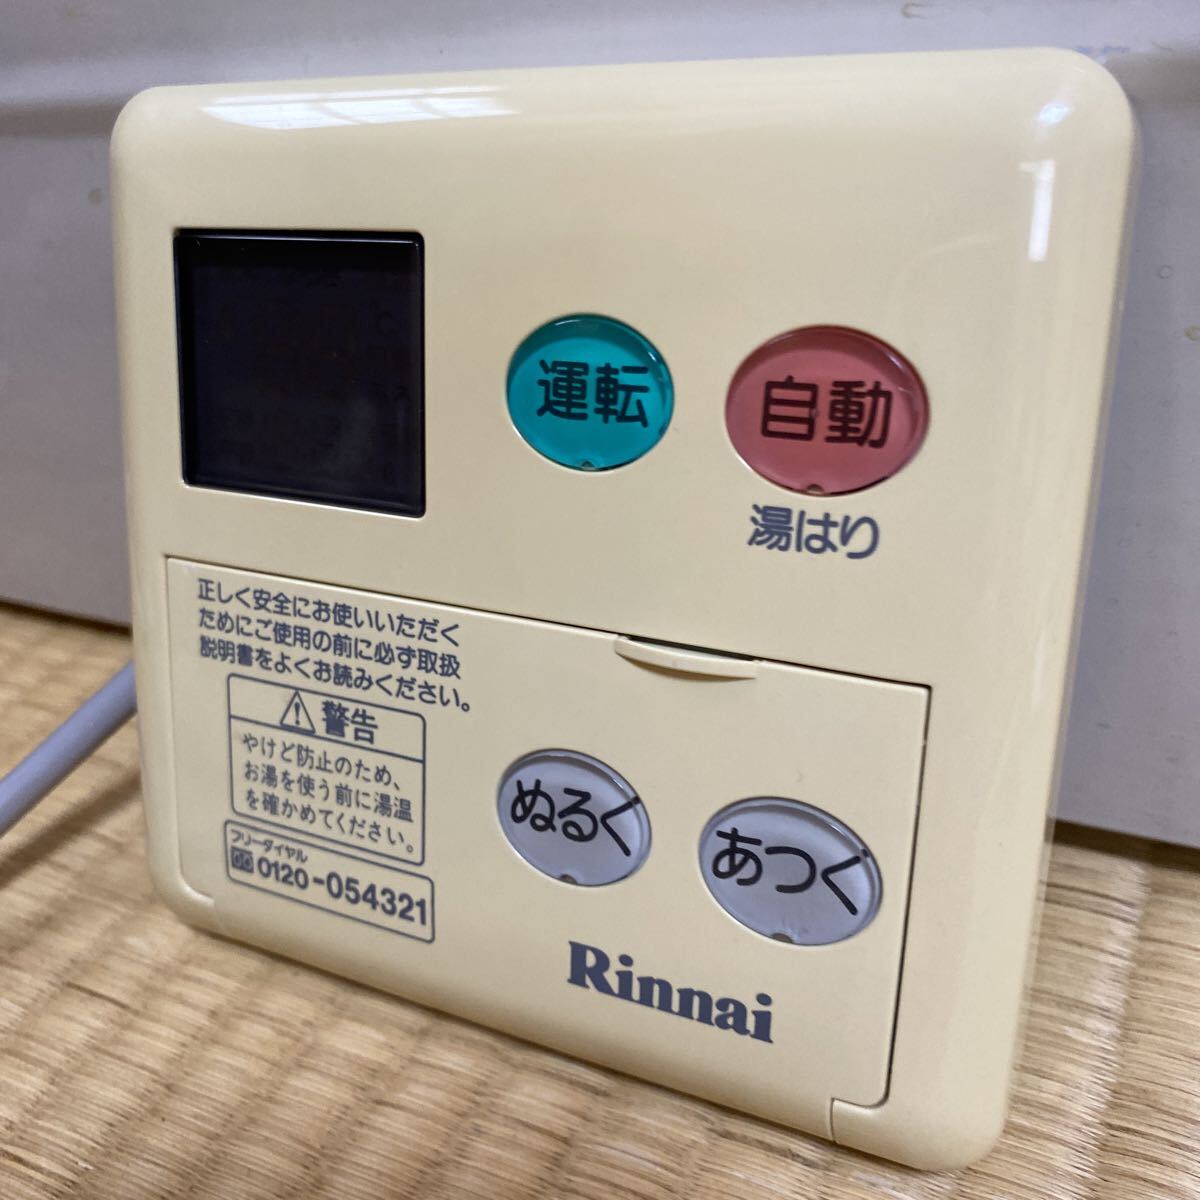 運転
自動
湯はり
正しく安全にお使いいただく
ためにご使用の前に必ず取扱
説明書をよくお読みください。
警告
やけど防止のため、
お湯を使う前に湯温
を確かめてください。
フリーダイヤル
0120-054321
ぬるく
あつく
Rinnai